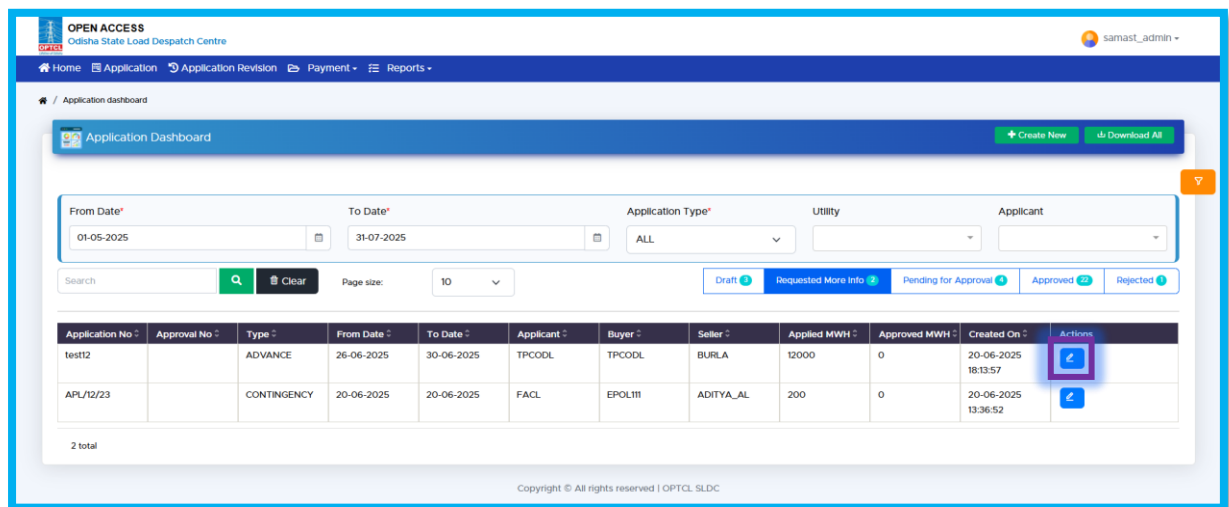 OPEN ACCESS
Odisha State Load Despatch Centre
OPTCL
samast_admin
Home Application Application Revision Payment Reports
/ Application dashboard
Application Dashboard
+ Create New Download All
From Date* To Date* Application Type* Utility Applicant
01-05-2025 31-07-2025 ALL
Search Clear Page size: 10 Draft 3 Requested More Info 2 Pending for Approval 4 Approved 22 Rejected 1
Application No Approval No Type From Date To Date Applicant Buyer Seller Applied MWH Approved MWH Created On Actions
test12 ADVANCE 26-06-2025 30-06-2025 TPCODL TPCODL BURLA 12000 0 20-06-2025
18:13:57
APL/12/23 CONTINGENCY 20-06-2025 20-06-2025 FACL EPOL111 ADITYA_AL 200 0 20-06-2025
13:36:52
2 total
Copyright © All rights reserved | OPTCL SLDC